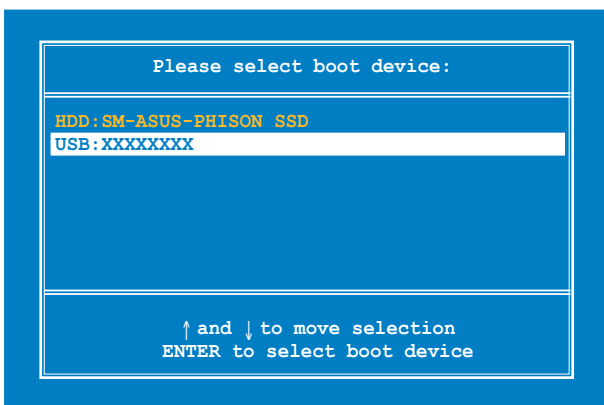 Please select boot device:
HDD:SM-ASUS-PHISON SSD
USB:XXXXXXXX
↑ and ↓ to move selection
ENTER to select boot device